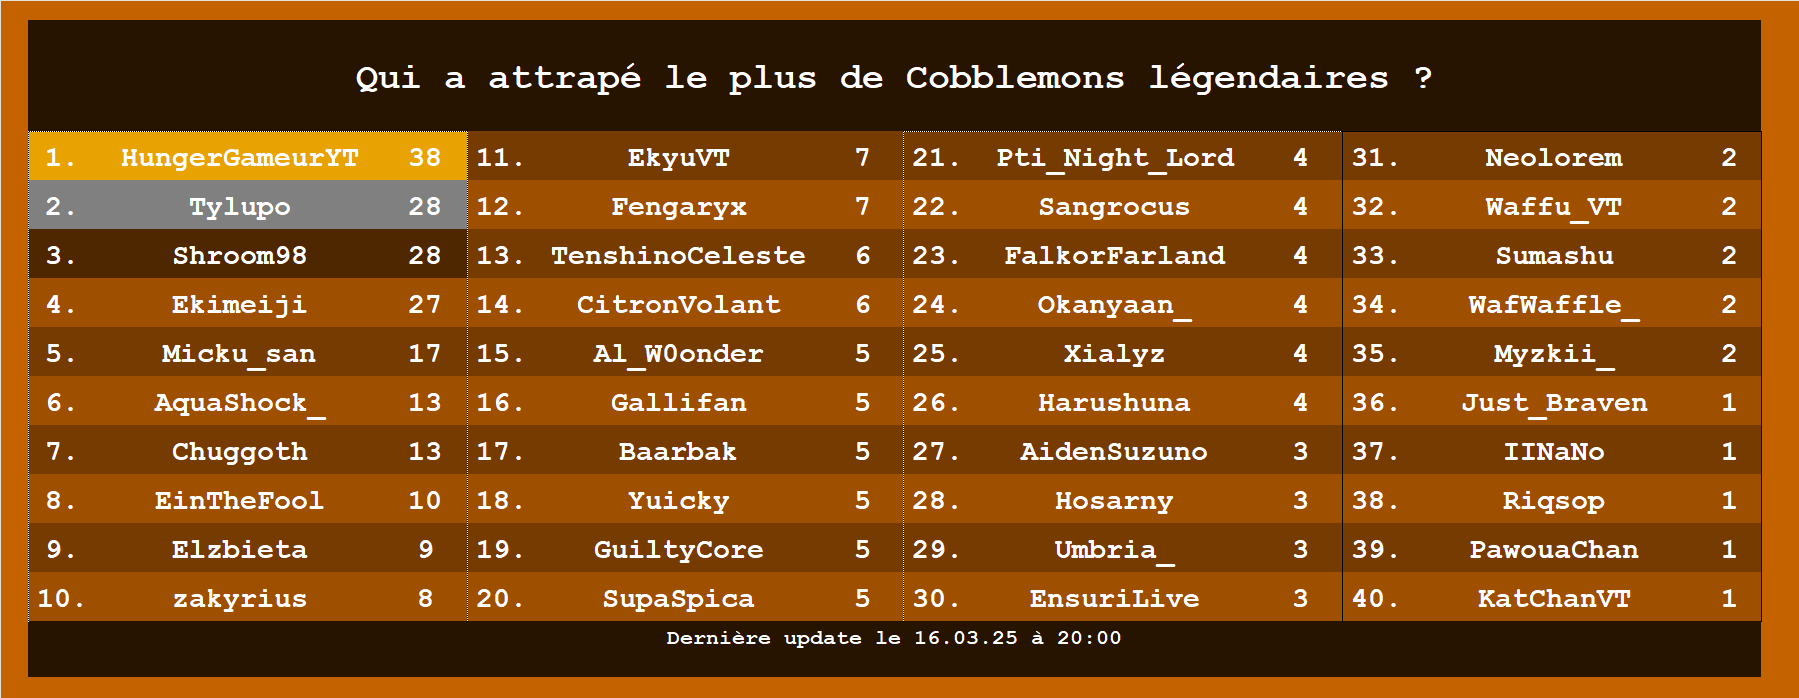 Qui a attrapé le plus de Cobblemons légendaires ?
1. HungerGameurYT 38
2. Tylupo 28
3. Shroom98 28
4. Ekimeiji 27
5. Micku_san 17
6. AquaShock_ 13
7. Chuggoth 13
8. EinTheFool 10
9. Elzbieta 9
10. zakyrius 8
11. EkyuVT 7
12. Fengaryx 7
13. TenshinoCeleste 6
14. CitronVolant 6
15. Al_W0onder 5
16. Gallifan 5
17. Baarbak 5
18. Yuicky 5
19. GuiltyCore 5
20. SupaSpica 5
21. Pti_Night_Lord 4
22. Sangrocus 4
23. FalkorFarland 4
24. Okanyaan_ 4
25. Xialyz 4
26. Harushuna 4
27. AidenSuzuno 3
28. Hosarny 3
29. Umbria_ 3
30. EnsuriLive 3
31. Neolorem 2
32. Waffu_VT 2
33. Sumashu 2
34. WafWaffle_ 2
35. Myzkii_ 2
36. Just_Braven 1
37. IINaNo 1
38. Riqsop 1
39. PawouaChan 1
40. KatChanVT 1
Dernière update le 16.03.25 à 20:00